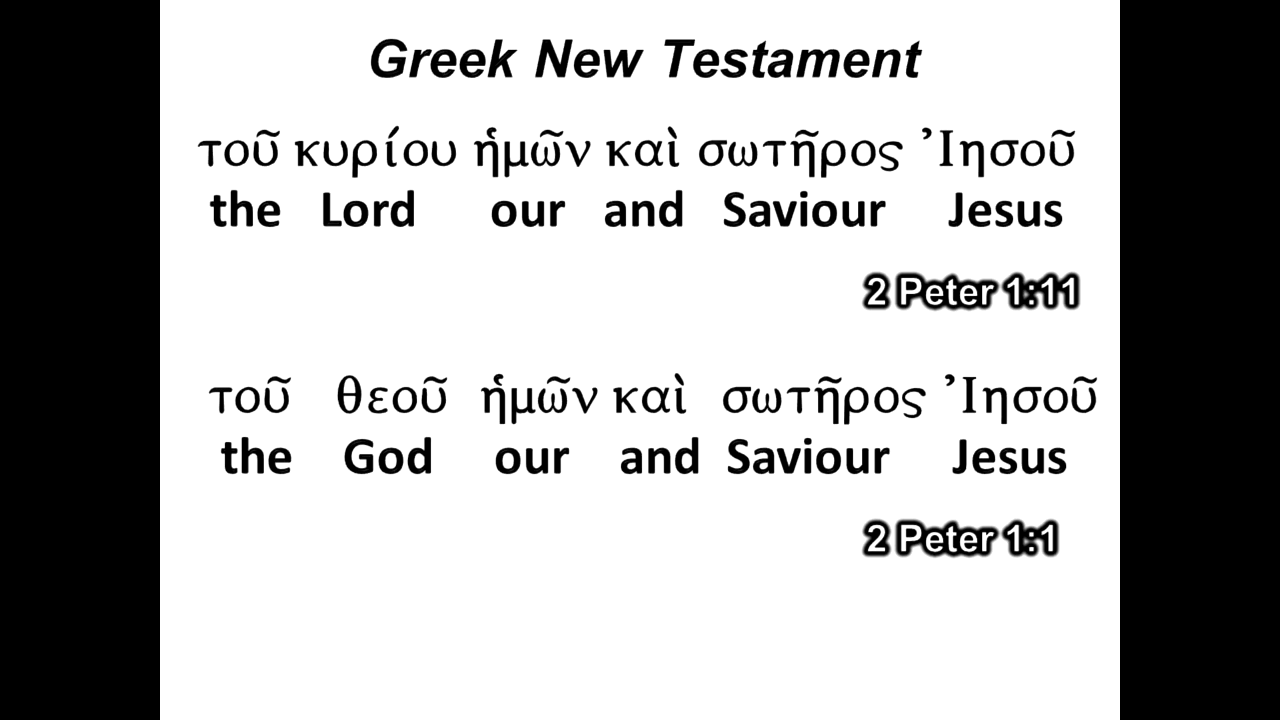 Greek New Testament
τοῦ κυρίου ἡμῶν καὶ σωτῆρος Ἰησοῦ
the Lord our and Saviour Jesus
2 Peter 1:11
τοῦ θεοῦ ἡμῶν καὶ σωτῆρος Ἰησοῦ
the God our and Saviour Jesus
2 Peter 1:1